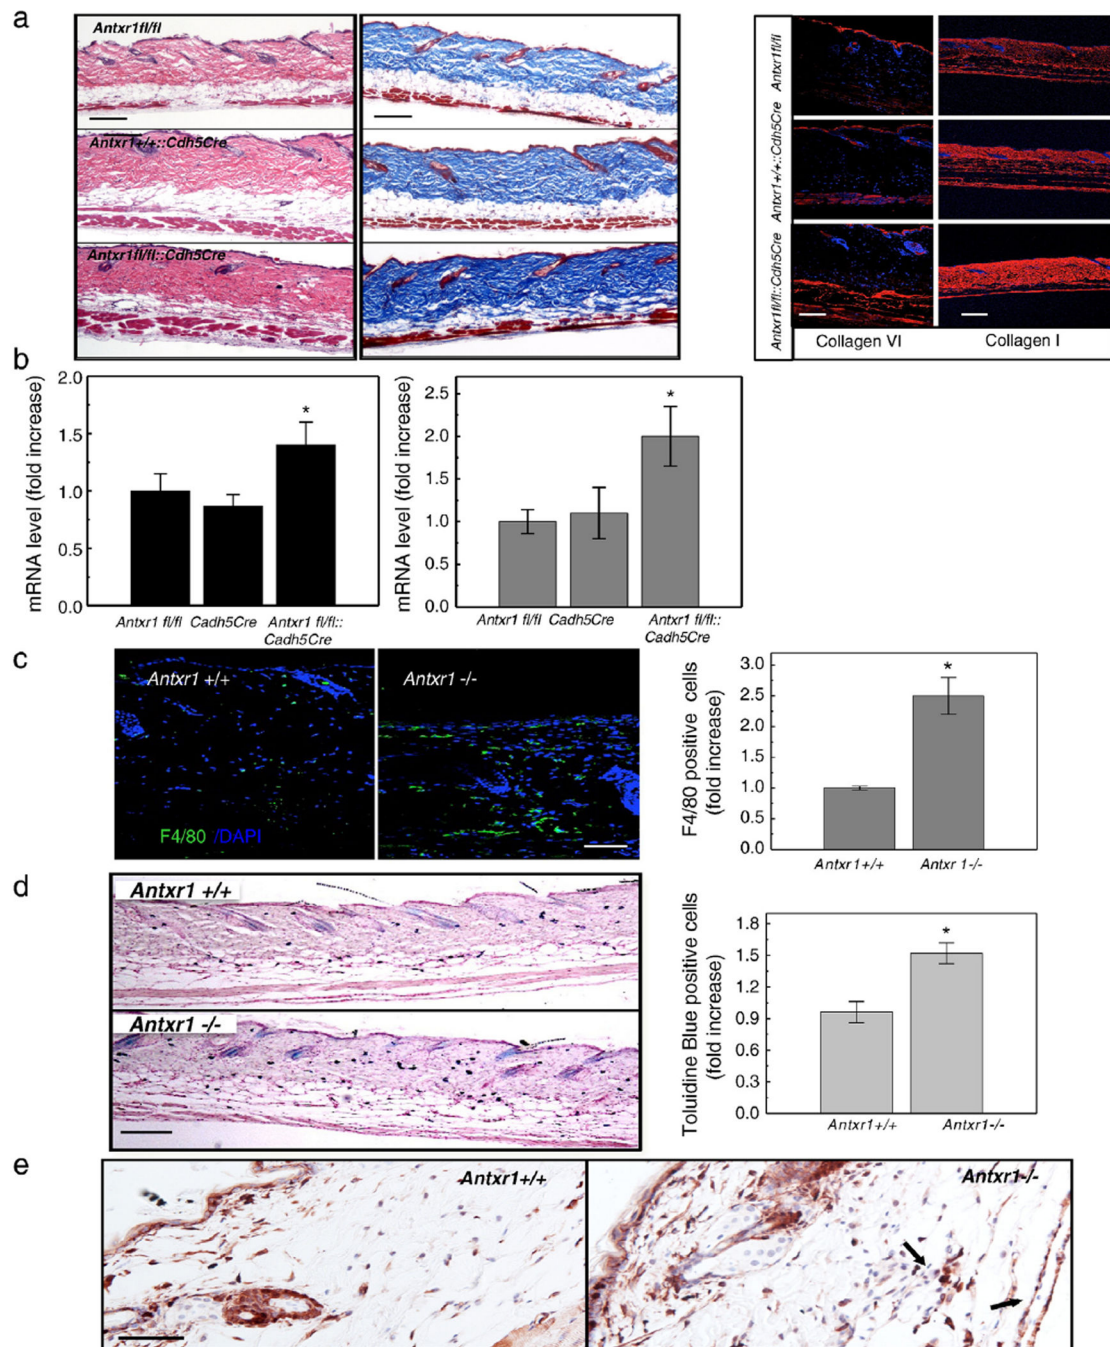 a
Antxr1fl/fl
Antxr1+/+::Cdh5Cre
Antxr1fl/fl::Cdh5Cre
Antxr1fl/fl
Antxr1+/+::Cdh5Cre
Antxr1fl/fl::Cdh5Cre
Collagen VI
Collagen I
b
mRNA level (fold increase)
2.0
1.5
1.0
0.5
0.0
*
Antxr1 fl/fl
Cadh5Cre
Antxr1 fl/fl::
Cadh5Cre
mRNA level (fold increase)
2.5
2.0
1.5
1.0
0.5
0.0
*
Antxr1 fl/fl
Cadh5Cre
Antxr1 fl/fl::
Cadh5Cre
c
Antxr1 +/+
Antxr1 -/-
F4/80 /DAPI
F4/80 positive cells
(fold increase)
3.0
2.5
2.0
1.5
1.0
0.5
0.0
*
Antxr1+/+
Antxr 1-/-
d
Antxr1 +/+
Antxr1 -/-
Toluidine Blue positive cells
(fold increase)
1.8
1.5
1.2
0.9
0.6
0.3
0.0
*
Antxr1+/+
Antxr1-/-
e
Antxr1+/+
Antxr1-/-